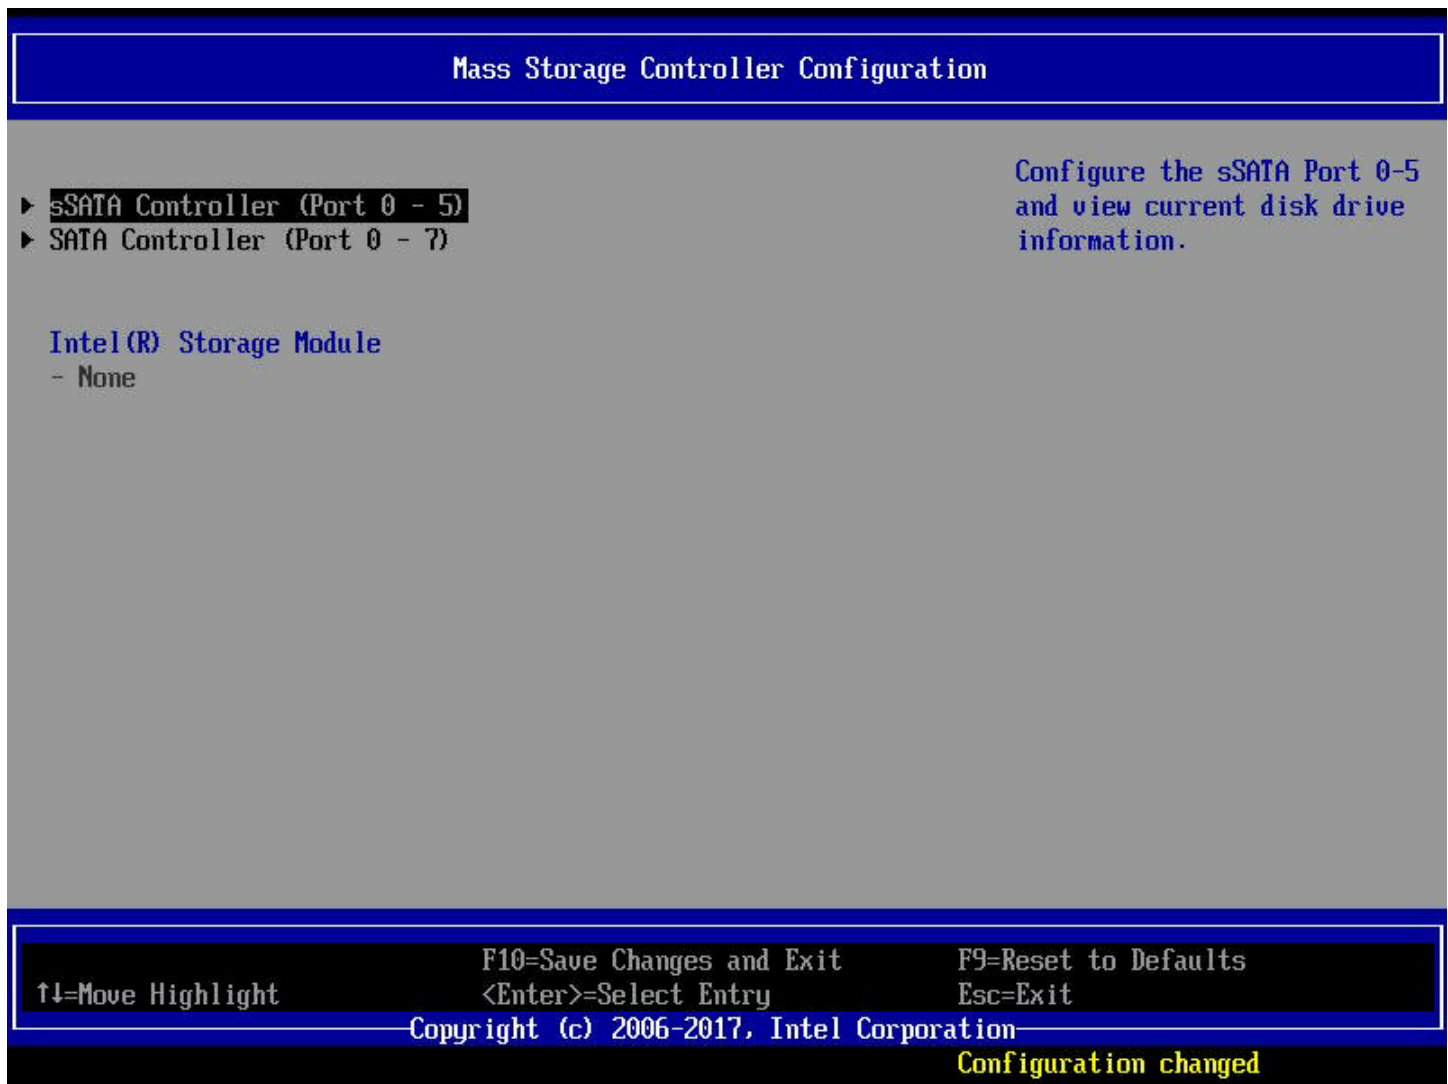 Mass Storage Controller Configuration
▶ sSATA Controller (Port 0 - 5)
▶ SATA Controller (Port 0 - 7)
Configure the sSATA Port 0-5
and view current disk drive
information.
Intel(R) Storage Module
- None
F10=Save Changes and Exit F9=Reset to Defaults
↑↓=Move Highlight <Enter>=Select Entry Esc=Exit
Copyright (c) 2006-2017, Intel Corporation
Configuration changed